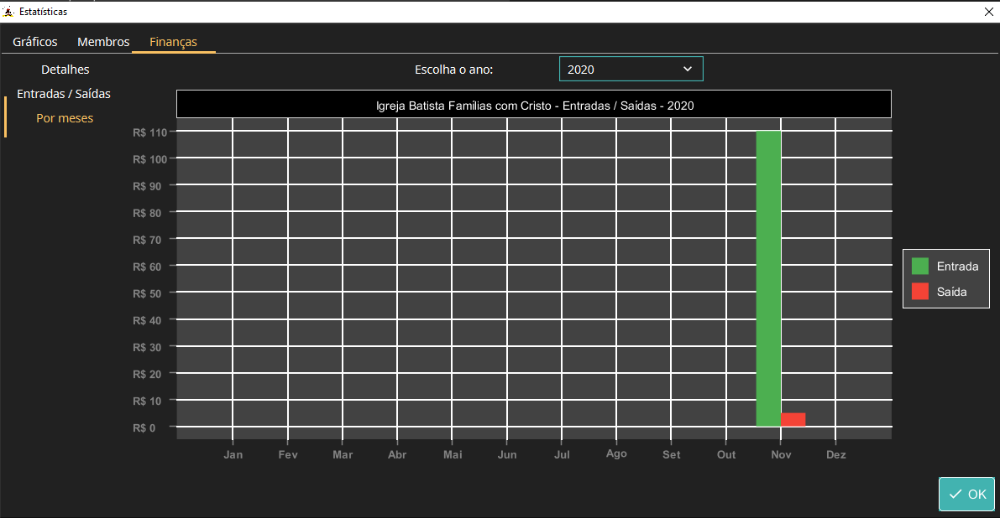 Estatísticas
Gráficos Membros Finanças
Detalhes
Entradas / Saídas
Por meses
Escolha o ano: 2020
Igreja Batista Famílias com Cristo - Entradas / Saídas - 2020
R$ 110
R$ 100
R$ 90
R$ 80
R$ 70
R$ 60
R$ 50
R$ 40
R$ 30
R$ 20
R$ 10
R$ 0
Jan Fev Mar Abr Mai Jun Jul Ago Set Out Nov Dez
Entrada
Saída
OK